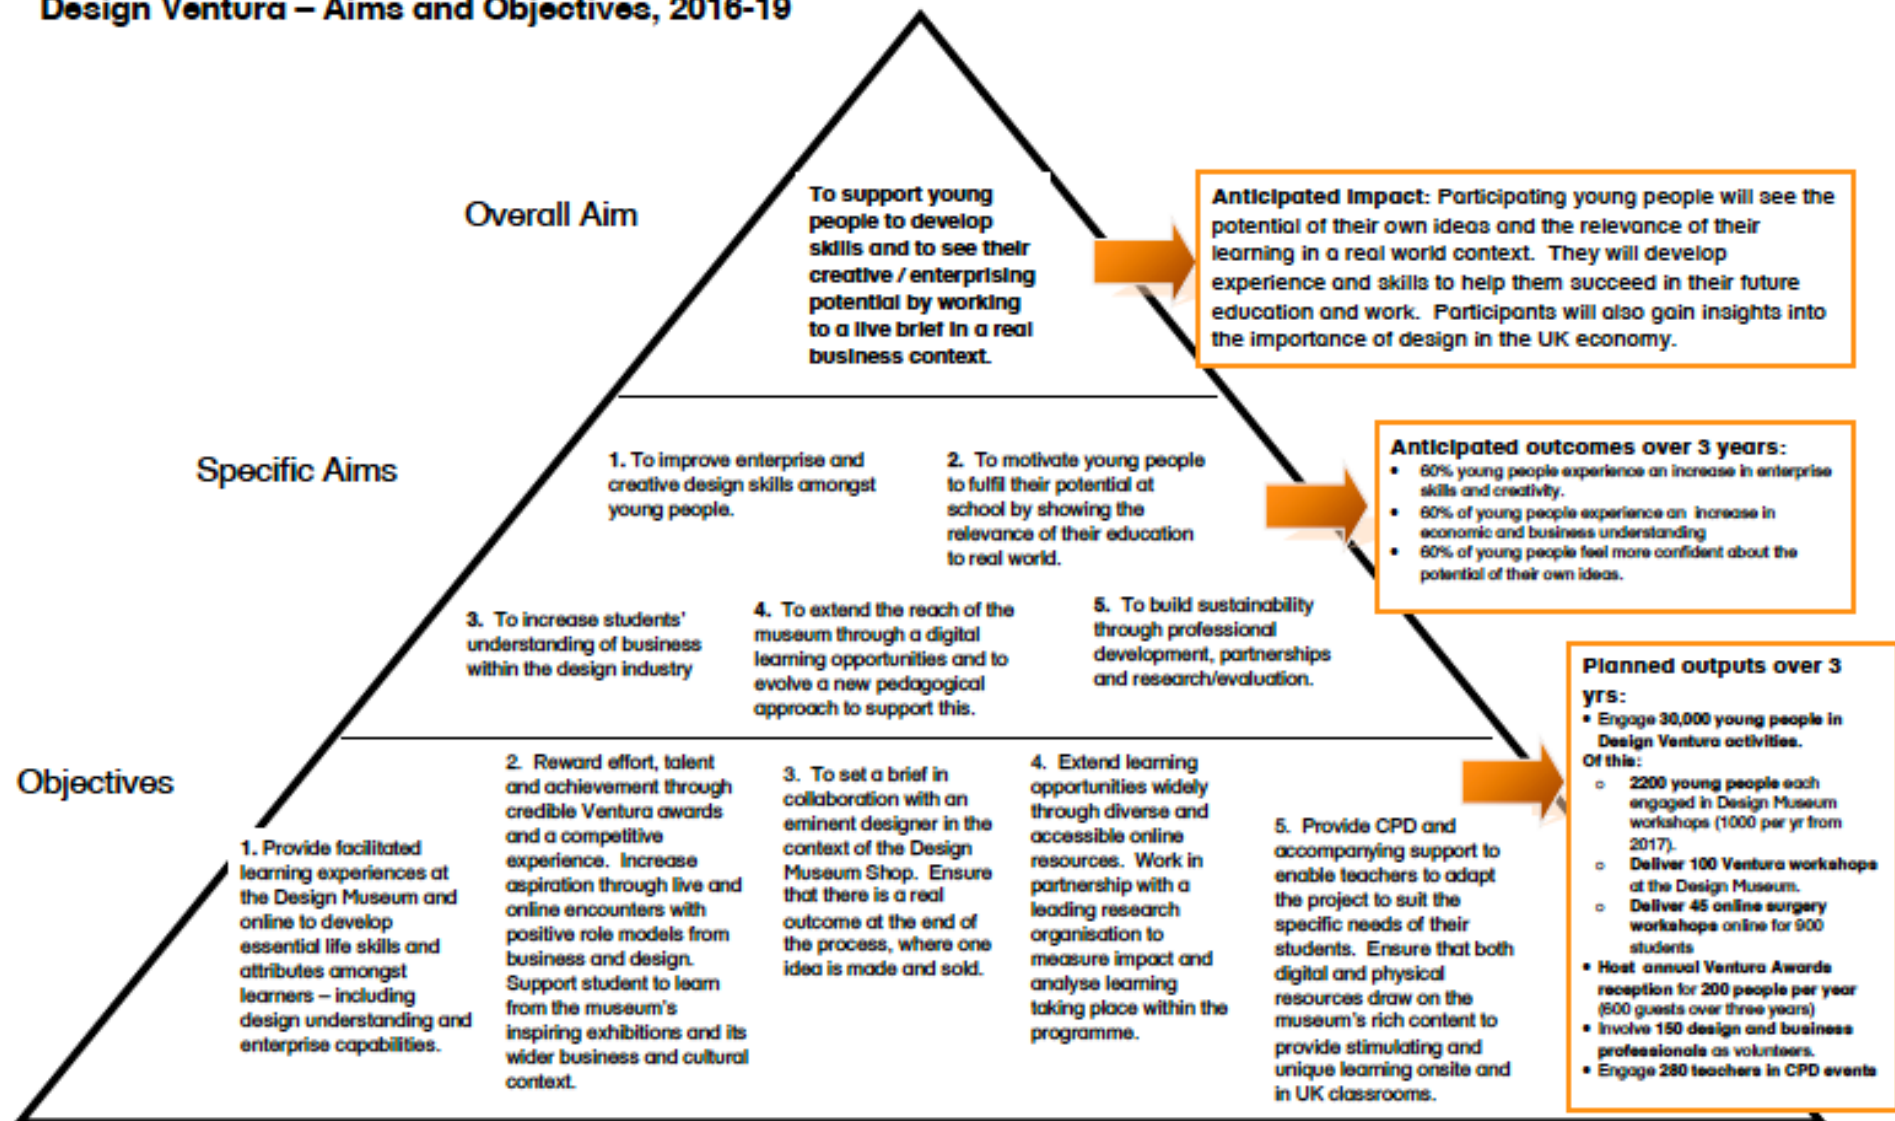 Design Ventura – Aims and Objectives, 2016-19
Overall Aim
To support young
people to develop
skills and to see their
creative / enterprising
potential by working
to a live brief in a real
business context.
Anticipated Impact: Participating young people will see the
potential of their own ideas and the relevance of their
learning in a real world context. They will develop
experience and skills to help them succeed in their future
education and work. Participants will also gain insights into
the importance of design in the UK economy.
Specific Aims
1. To improve enterprise and
creative design skills amongst
young people.
2. To motivate young people
to fulfil their potential at
school by showing the
relevance of their education
to real world.
3. To increase students'
understanding of business
within the design industry
4. To extend the reach of the
museum through a digital
learning opportunities and to
evolve a new pedagogical
approach to support this.
5. To build sustainability
through professional
development, partnerships
and research/evaluation.
Anticipated outcomes over 3 years:
• 60% young people experience an increase in enterprise
skills and creativity.
• 60% of young people experience an increase in
economic and business understanding
• 60% of young people feel more confident about the
potential of their own ideas.
Objectives
1. Provide facilitated
learning experiences at
the Design Museum and
online to develop
essential life skills and
attributes amongst
learners – including
design understanding and
enterprise capabilities.
2. Reward effort, talent
and achievement through
credible Ventura awards
and a competitive
experience. Increase
aspiration through live and
online encounters with
positive role models from
business and design.
Support student to learn
from the museum's
inspiring exhibitions and its
wider business and cultural
context.
3. To set a brief in
collaboration with an
eminent designer in the
context of the Design
Museum Shop. Ensure
that there is a real
outcome at the end of
the process, where one
idea is made and sold.
4. Extend learning
opportunities widely
through diverse and
accessible online
resources. Work in
partnership with a
leading research
organisation to
measure impact and
analyse learning
taking place within the
programme.
5. Provide CPD and
accompanying support to
enable teachers to adapt
the project to suit the
specific needs of their
students. Ensure that both
digital and physical
resources draw on the
museum's rich content to
provide stimulating and
unique learning onsite and
in UK classrooms.
Planned outputs over 3
yrs:
• Engage 30,000 young people in
Design Ventura activities.
Of this:
o 2200 young people each
engaged in Design Museum
workshops (1000 per yr from
2017).
o Deliver 100 Ventura workshops
at the Design Museum.
o Deliver 45 online surgery
workshops online for 900
students
• Host annual Ventura Awards
reception for 200 people per year
(600 guests over three years)
• Involve 150 design and business
professionals as volunteers.
• Engage 280 teachers in CPD events